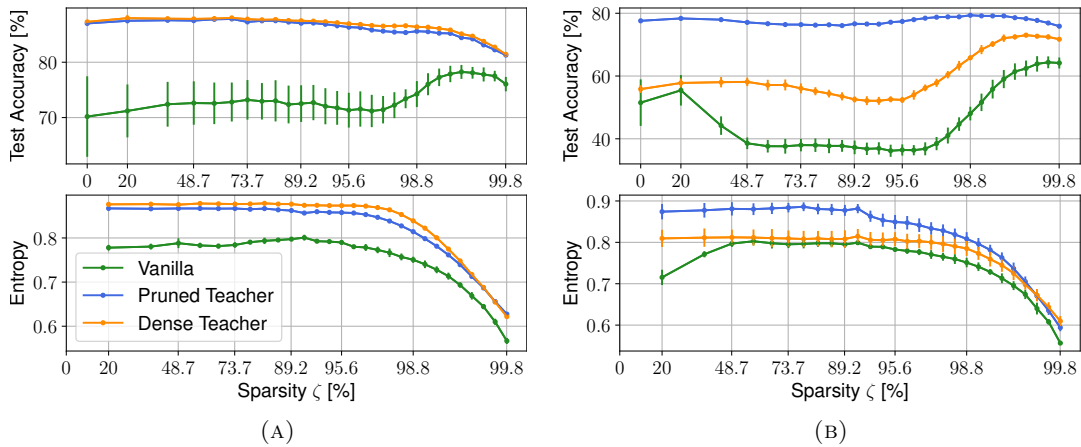 Test Accuracy [%]
80
70
0 20 48.7 73.7 89.2 95.6 98.8 99.8
Entropy
0.8
0.6
Vanilla
Pruned Teacher
Dense Teacher
0 20 48.7 73.7 89.2 95.6 98.8 99.8
Sparsity ζ [%]
(A)
Test Accuracy [%]
80
60
40
0 20 48.7 73.7 89.2 95.6 98.8 99.8
Entropy
0.9
0.8
0.7
0.6
0 20 48.7 73.7 89.2 95.6 98.8 99.8
Sparsity ζ [%]
(B)